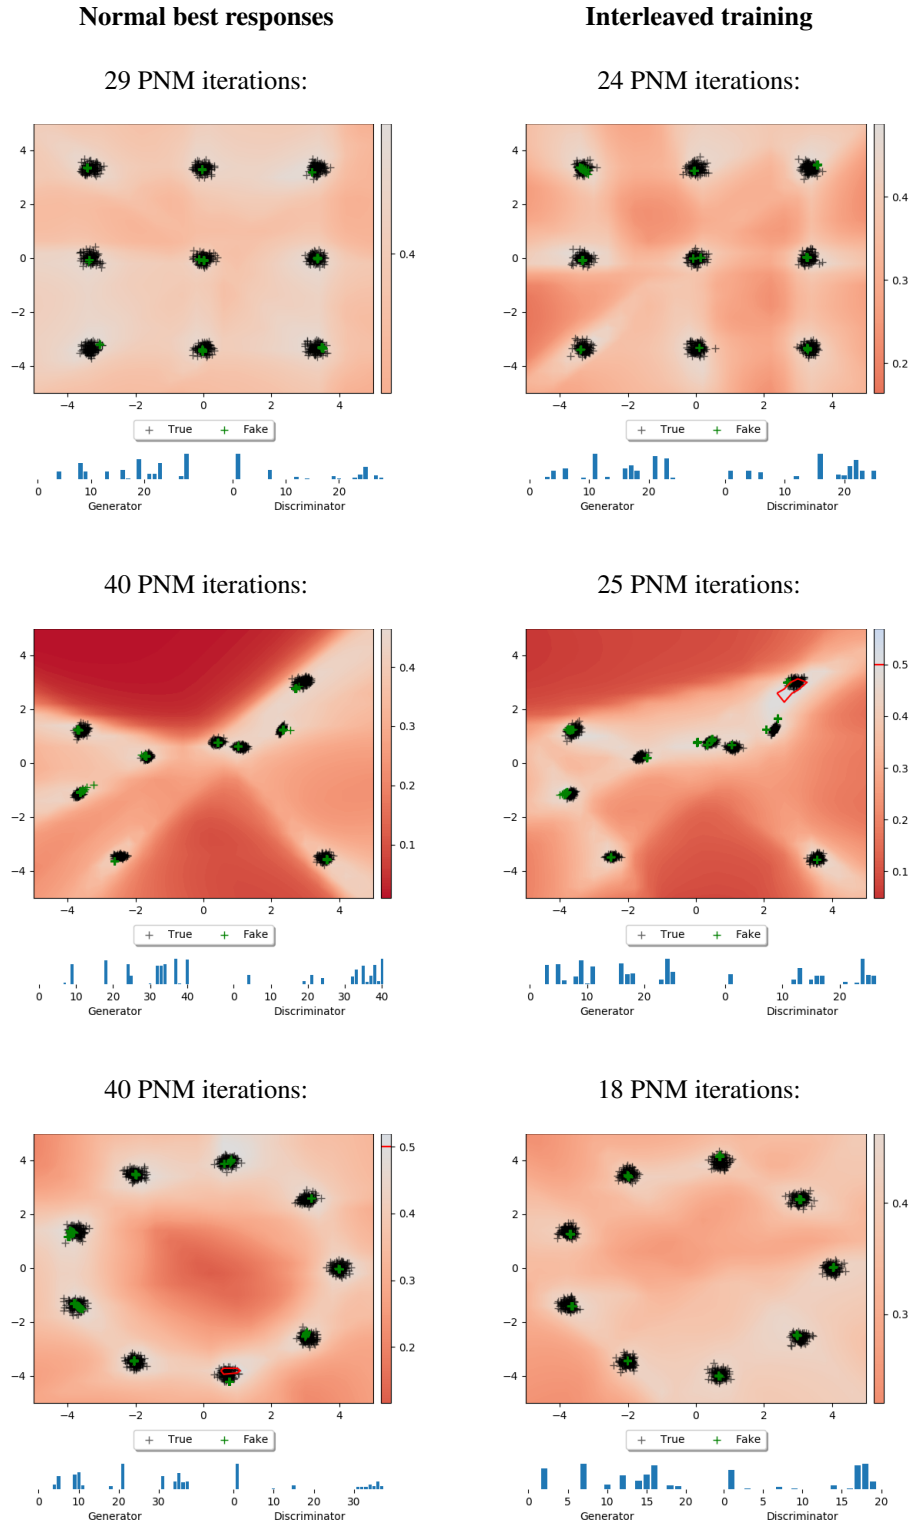 Normal best responses Interleaved training
29 PNM iterations: 24 PNM iterations:
4 2 0 −2 −4
−4 −2 0 2 4
0.4
+ True + Fake
0 10 20 0 20
Generator Discriminator
4 2 0 −2 −4
−4 −2 0 2 4
0.4 0.3 0.2
+ True + Fake
0 10 20 0 20
Generator Discriminator
40 PNM iterations: 25 PNM iterations:
4 2 0 −2 −4
−4 −2 0 2 4
0.4 0.3 0.2 0.1
+ True + Fake
0 10 20 30 40 0 10 20 30 40
Generator Discriminator
4 2 0 −2 −4
−4 −2 0 2 4
0.5 0.4 0.3 0.2 0.1
+ True + Fake
0 10 20 0 20
Generator Discriminator
40 PNM iterations: 18 PNM iterations:
4 2 0 −2 −4
−4 −2 0 2 4
0.5 0.4 0.3 0.2
+ True + Fake
0 10 30 0 10 30
Generator Discriminator
4 2 0 −2 −4
−4 −2 0 2 4
0.4 0.3
+ True + Fake
0 5 10 15 20 0 5 10 15 20
Generator Discriminator